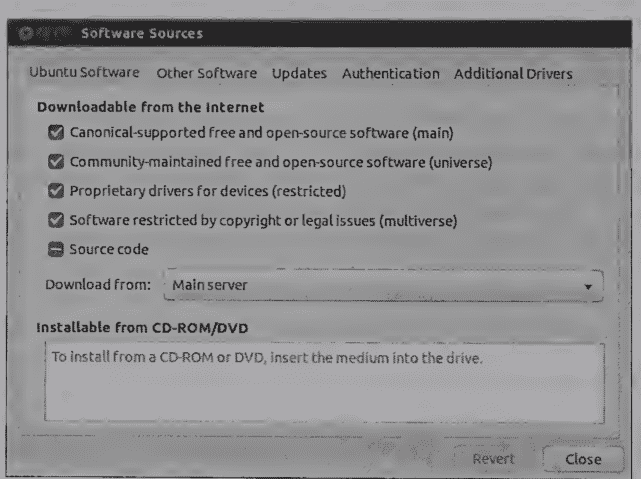 Software Sources
Ubuntu Software Other Software Updates Authentication Additional Drivers
Downloadable from the Internet
Canonical-supported free and open-source software (main)
Community-maintained free and open-source software (universe)
Proprietary drivers for devices (restricted)
Software restricted by copyright or legal issues (multiverse)
Source code
Download from: Main server
Installable from CD-ROM/DVD
To install from a CD-ROM or DVD, insert the medium into the drive.
Revert Close